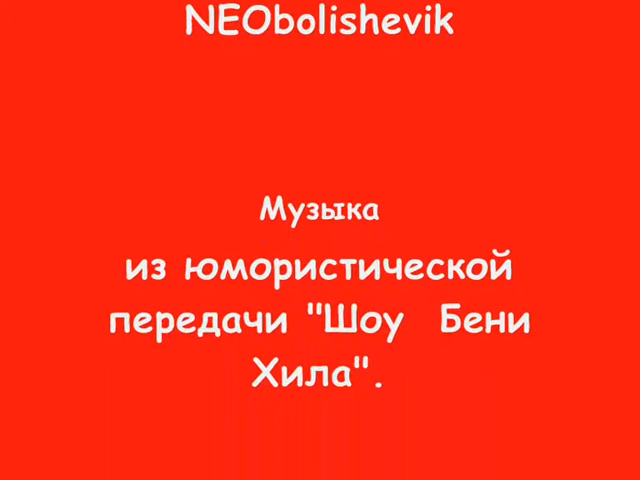 NEObolishevik
Музыка
из юмористической
передачи "Шоу Бени
Хила".